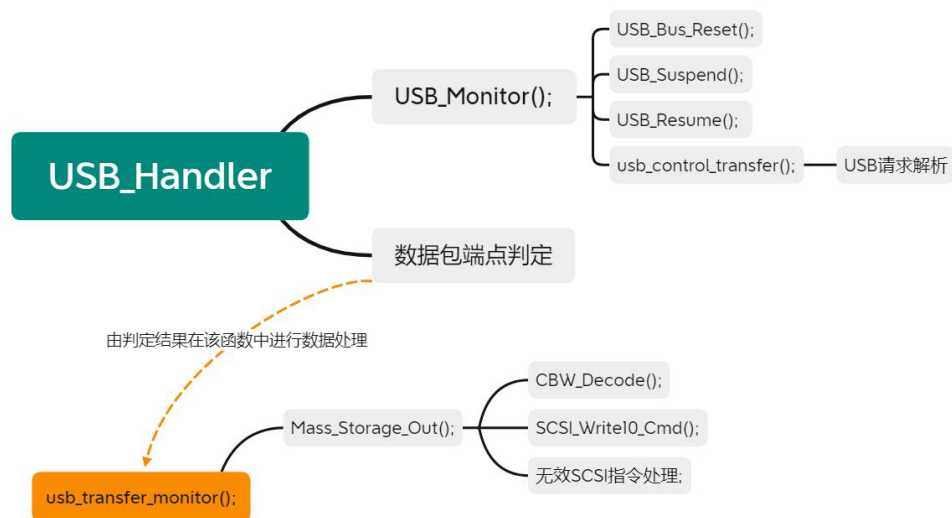 USB_Handler
USB_Monitor();
USB_Bus_Reset();
USB_Suspend();
USB_Resume();
usb_control_transfer();
USB请求解析
数据包端点判定
由判定结果在该函数中进行数据处理
usb_transfer_monitor();
Mass_Storage_Out();
CBW_Decode();
SCSI_Write10_Cmd();
无效SCSI指令处理;